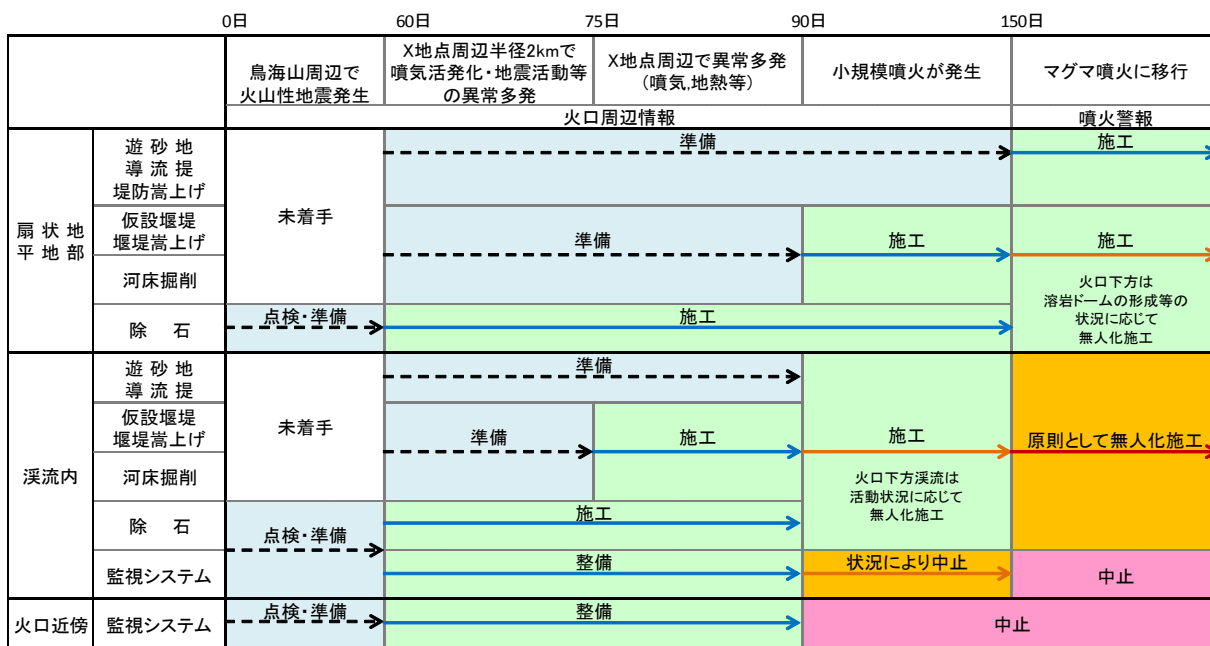 0日 60日 75日 90日 150日
鳥海山周辺で
火山性地震発生
X地点周辺半径2kmで
噴気活発化・地震活動等
の異常多発
X地点周辺で異常多発
(噴気,地熱等)
小規模噴火が発生
マグマ噴火に移行
火口周辺情報
噴火警報
扇状地
平地部
遊砂地
導流提
堤防嵩上げ
未着手
準備
施工
仮設堰堤
堰堤嵩上げ
準備
施工
施工
河床掘削
火口下方は
溶岩ドームの形成等の
状況に応じて
無人化施工
除石
点検・準備
施工
渓流内
遊砂地
導流提
未着手
準備
仮設堰堤
堰堤嵩上げ
準備
施工
施工
原則として無人化施工
河床掘削
火口下方渓流は
活動状況に応じて
無人化施工
除石
点検・準備
施工
監視システム
整備
状況により中止
中止
火口近傍
監視システム
点検・準備
整備
中止